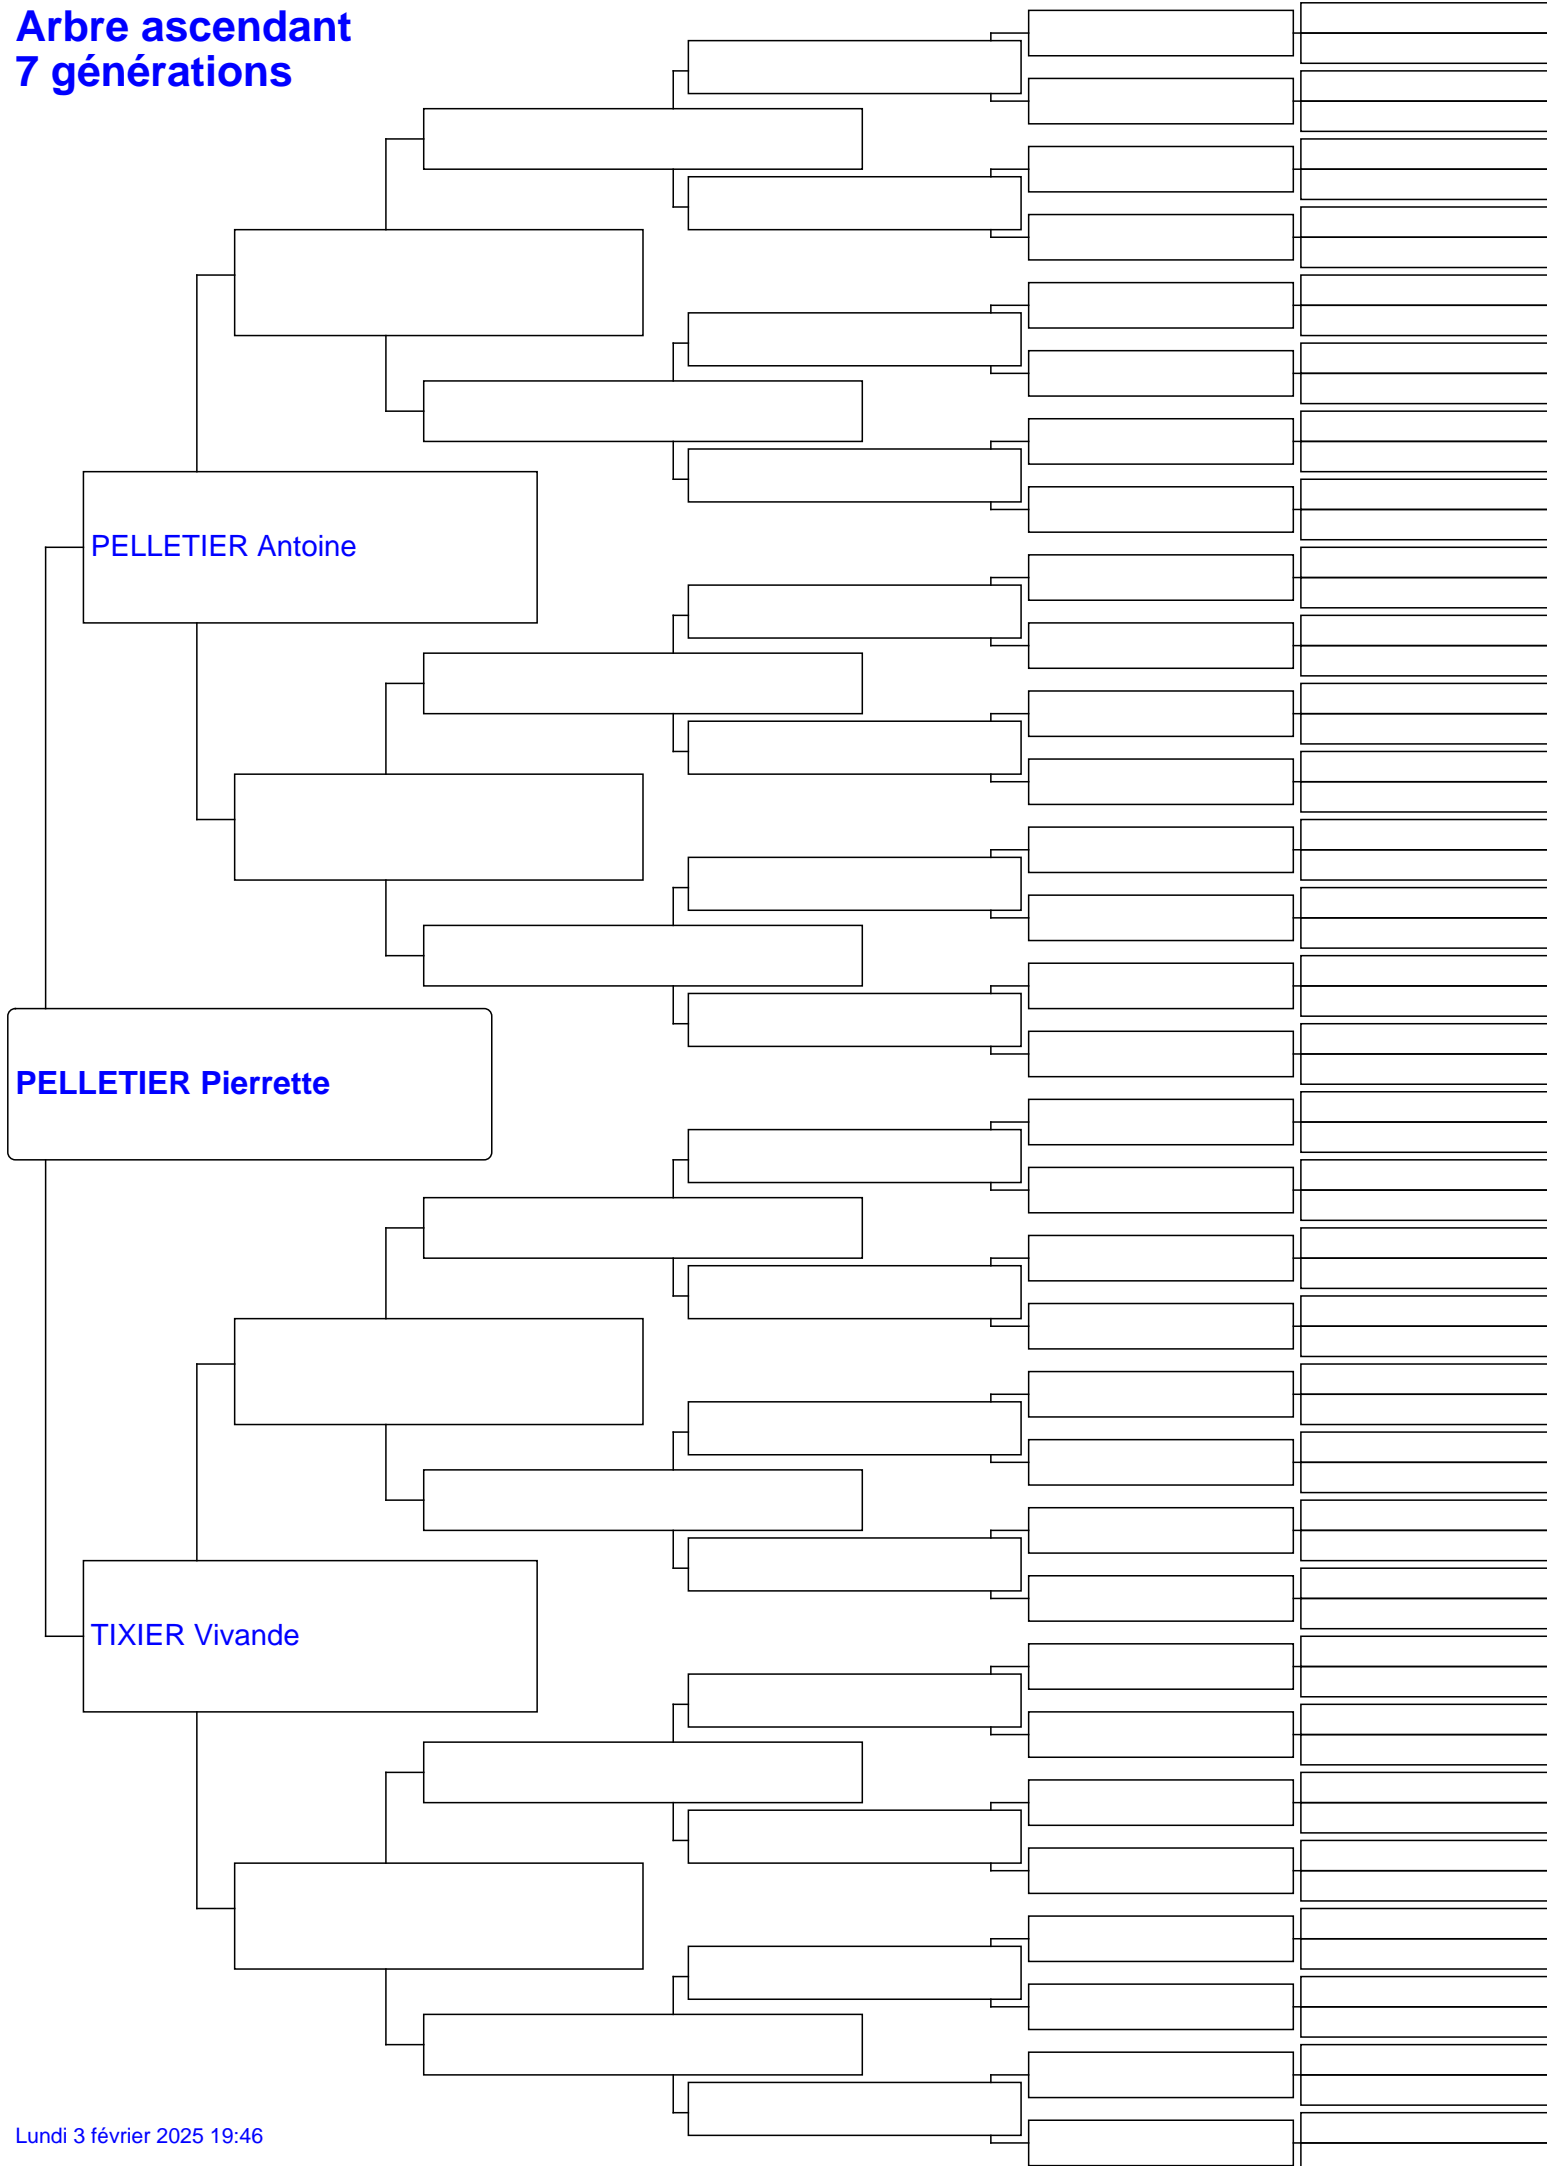 Arbre ascendant
7 générations
PELLETIER Antoine
PELLETIER Pierrette
TIXIER Vivande
Lundi 3 février 2025 19:46